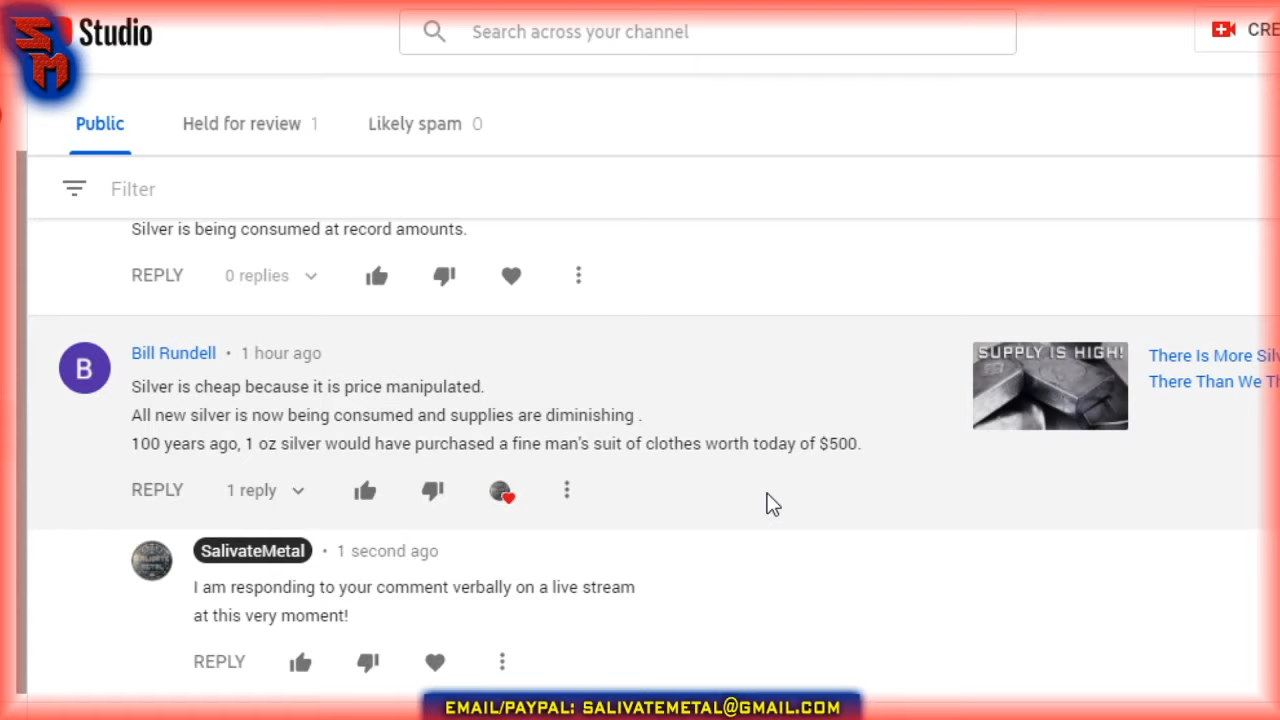 SM
Studio
Search across your channel
CRE
Public
Held for review 1
Likely spam 0
Filter
Silver is being consumed at record amounts.
REPLY
0 replies
B
Bill Rundell • 1 hour ago
Silver is cheap because it is price manipulated.
All new silver is now being consumed and supplies are diminishing .
100 years ago, 1 oz silver would have purchased a fine man's suit of clothes worth today of $500.
SUPPLY IS HIGH!
There Is More Silv
There Than We Th
REPLY
1 reply
SalivateMetal • 1 second ago
I am responding to your comment verbally on a live stream
at this very moment!
REPLY
EMAIL/PAYPAL: SALIVATEMETAL@GMAIL.COM